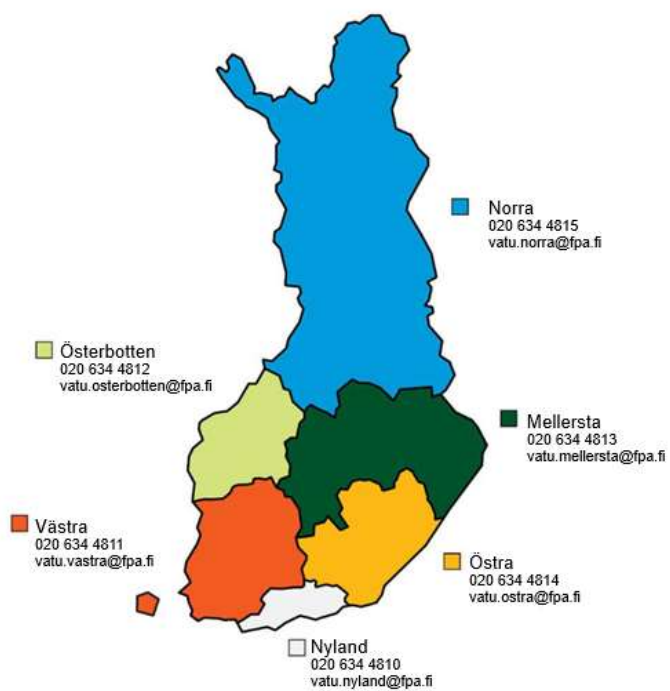 Norra
020 634 4815
vatu.norra@fpa.fi
Österbotten
020 634 4812
vatu.osterbotten@fpa.fi
Mellersta
020 634 4813
vatu.mellersta@fpa.fi
Västra
020 634 4811
vatu.vastra@fpa.fi
Östra
020 634 4814
vatu.ostra@fpa.fi
Nyland
020 634 4810
vatu.nyland@fpa.fi